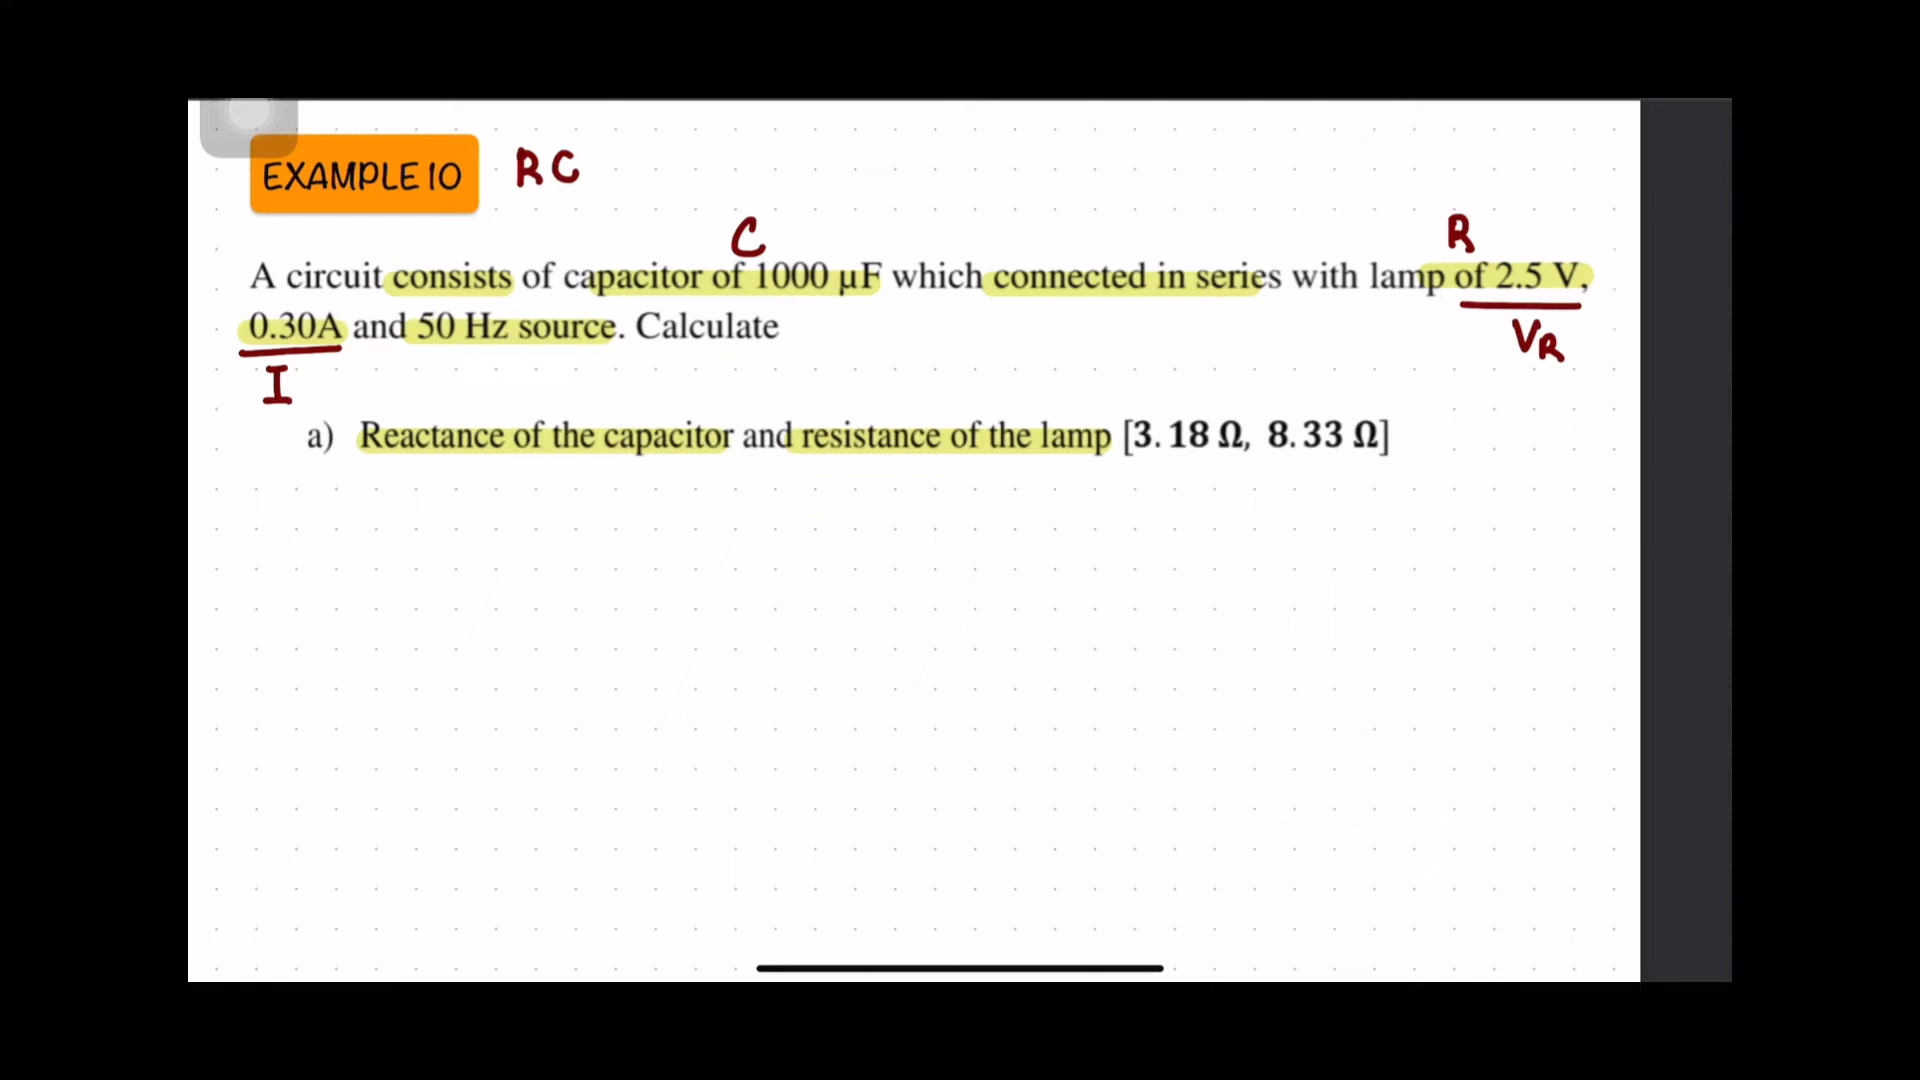 EXAMPLE 10 RC
C R
A circuit consists of capacitor of 1000 µF which connected in series with lamp of 2.5 V,
0.30A and 50 Hz source. Calculate
I VR
a) Reactance of the capacitor and resistance of the lamp [3.18 Ω, 8.33 Ω]